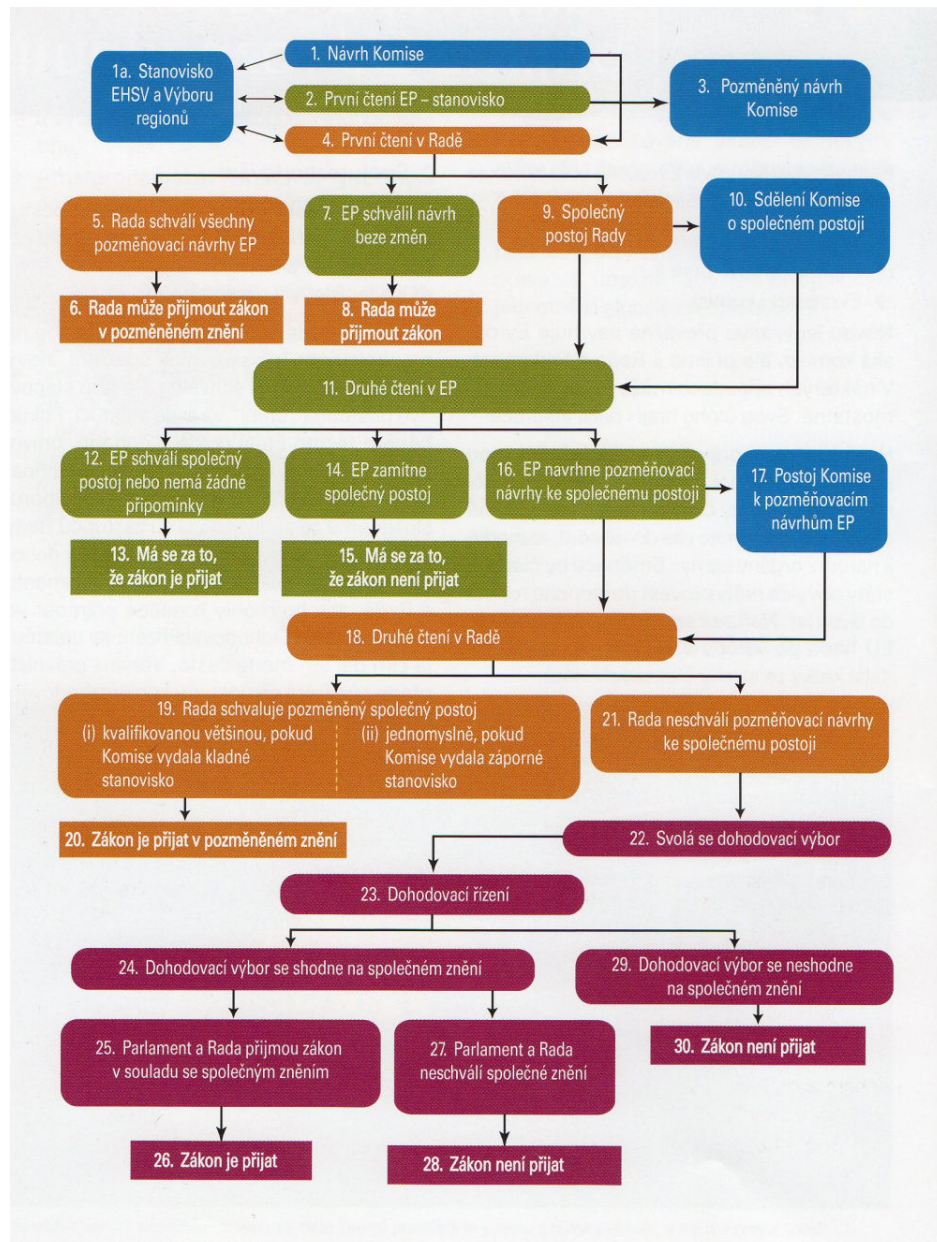 1. Návrh Komise
1a. Stanovisko
EHSV a Výboru
regionů
2. První čtení EP – stanovisko
3. Pozměněný návrh
Komise
4. První čtení v Radě
5. Rada schválí všechny
pozměňovací návrhy EP
6. Rada může přijmout zákon
v pozměněném znění
7. EP schválil návrh
beze změn
8. Rada může
přijmout zákon
9. Společný
postoj Rady
10. Sdělení Komise
o společném postoji
11. Druhé čtení v EP
12. EP schválí společný
postoj nebo nemá žádné
připomínky
13. Má se za to,
že zákon je přijat
14. EP zamítne
společný postoj
15. Má se za to,
že zákon není přijat
16. EP navrhne pozměňovací
návrhy ke společnému postoji
17. Postoj Komise
k pozměňovacím
návrhům EP
18. Druhé čtení v Radě
19. Rada schvaluje pozměněný společný postoj
(i) kvalifikovanou většinou, pokud
Komise vydala kladné
stanovisko
(ii) jednomyslně, pokud
Komise vydala záporné
stanovisko
20. Zákon je přijat v pozměněném znění
21. Rada neschválí pozměňovací návrhy
ke společnému postoji
22. Svolá se dohodovací výbor
23. Dohodovací řízení
24. Dohodovací výbor se shodne na společném znění
25. Parlament a Rada přijmou zákon
v souladu se společným zněním
26. Zákon je přijat
27. Parlament a Rada
neschválí společné znění
28. Zákon není přijat
29. Dohodovací výbor se neshodne
na společném znění
30. Zákon není přijat